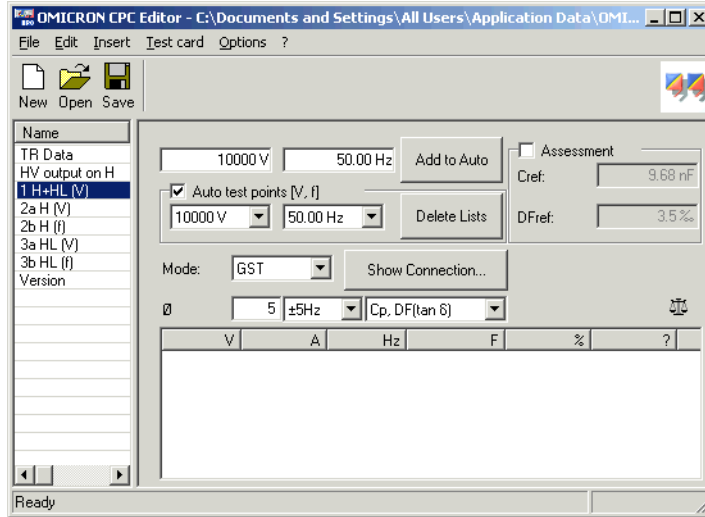 OMICRON CPC Editor - C:\Documents and Settings\All Users\Application Data\OMI...
File Edit Insert Test card Options ?
New Open Save
Name
TR Data
HV output on H
1 H+HL (V)
2a H (V)
2b H (f)
3a HL (V)
3b HL (f)
Version
10000 V 50.00 Hz Add to Auto
Auto test points [V, f]
10000 V 50.00 Hz Delete Lists
Assessment
Cref: 9.68 nF
DFref: 3.5 ‰
Mode: GST Show Connection...
Ø 5 ±5Hz Cp, DF(tan δ)
V A Hz F % ?
Ready